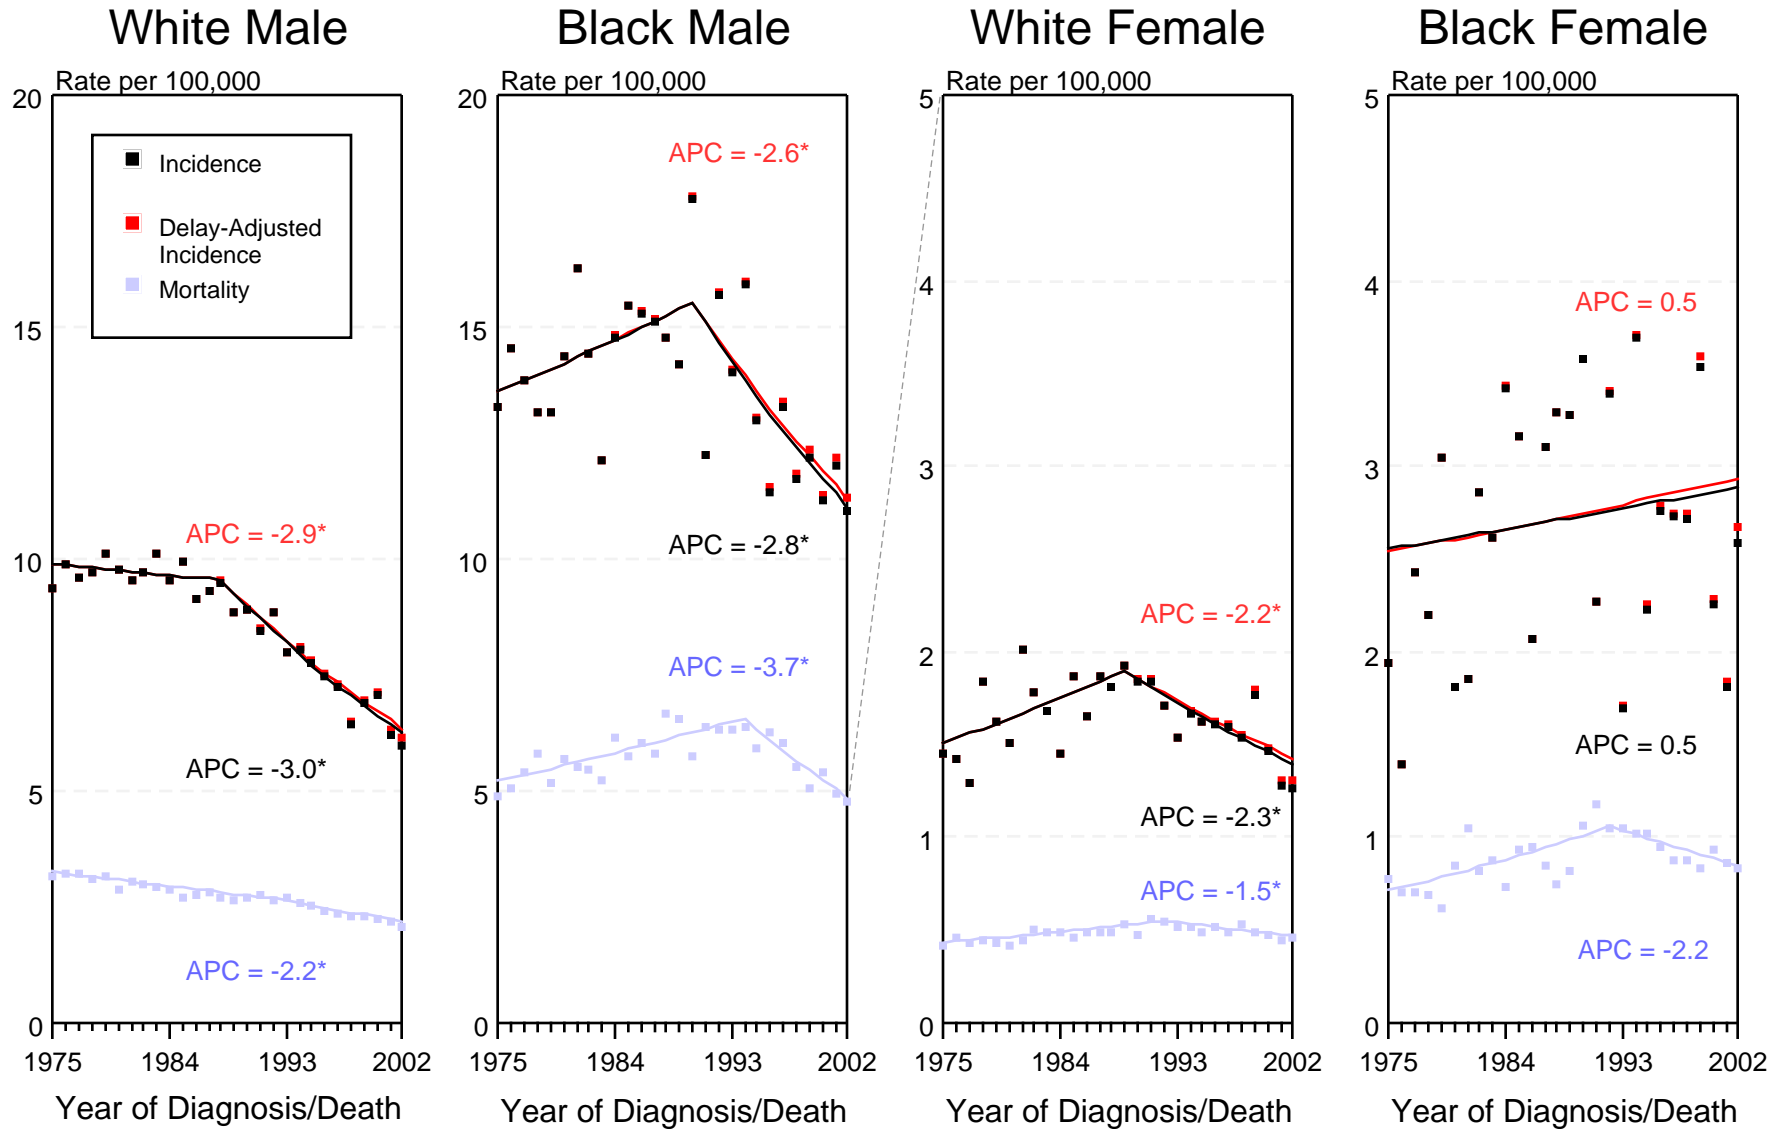 White Male
Black Male
White Female
Black Female
Rate per 100,000
Rate per 100,000
Rate per 100,000
Rate per 100,000
20
15
10
5
0
Incidence
Delay-Adjusted
Incidence
Mortality
APC = -2.9*
APC = -3.0*
APC = -2.2*
1975
1984
1993
2002
Year of Diagnosis/Death
20
15
10
5
0
APC = -2.6*
APC = -2.8*
APC = -3.7*
1975
1984
1993
2002
Year of Diagnosis/Death
5
4
3
2
1
0
APC = -2.2*
APC = -2.3*
APC = -1.5*
1975
1984
1993
2002
Year of Diagnosis/Death
5
4
3
2
1
0
APC = 0.5
APC = 0.5
APC = -2.2
1975
1984
1993
2002
Year of Diagnosis/Death